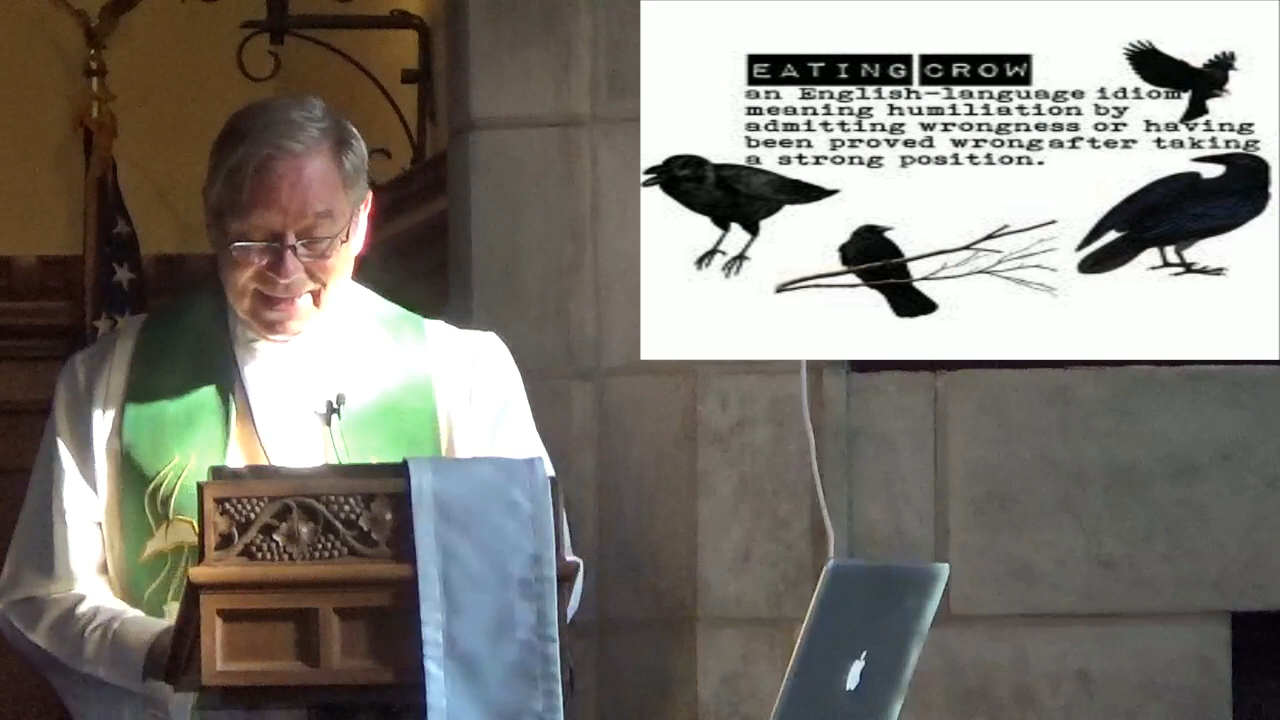 EATING CROW
an English-language idiom
meaning humiliation by
admitting wrongness or having
been proved wrongafter taking
a strong position.